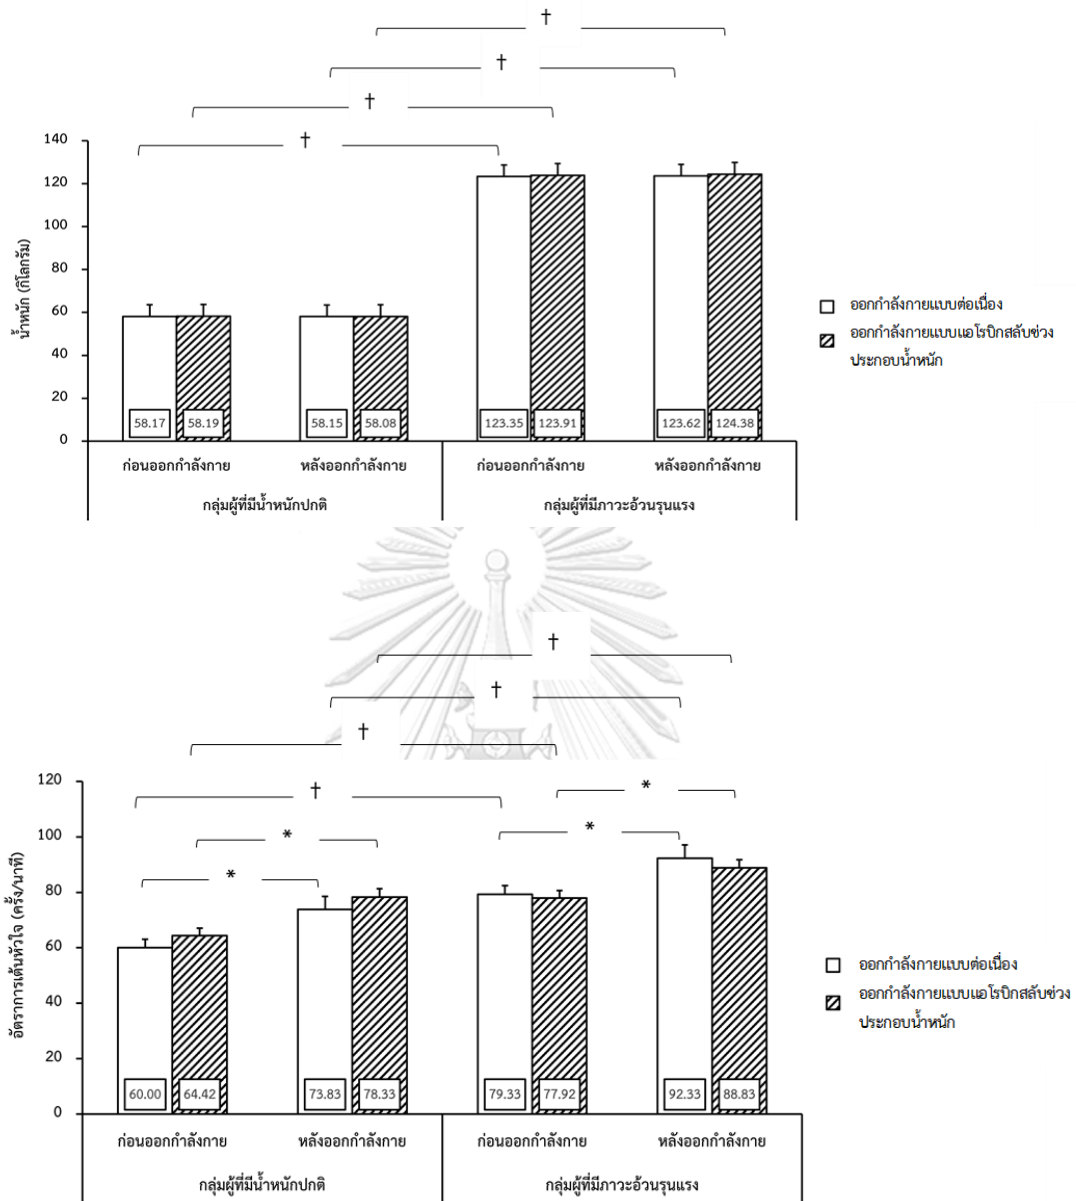 †
†
†
†
140
120
100
80
60
40
20
0
น้ำหนัก (กิโลกรัม)
58.17 58.19 58.15 58.08 123.35 123.91 123.62 124.38
ก่อนออกกำลังกาย หลังออกกำลังกาย ก่อนออกกำลังกาย หลังออกกำลังกาย
กลุ่มผู้ที่มีน้ำหนักปกติ กลุ่มผู้ที่มีภาวะอ้วนรุนแรง
ออกกำลังกายแบบต่อเนื่อง
ออกกำลังกายแบบแอโรบิกสลับช่วง
ประกอบน้ำหนัก
†
†
†
†
*
*
*
*
120
100
80
60
40
20
0
อัตราการเต้นหัวใจ (ครั้ง/นาที)
60.00 64.42 73.83 78.33 79.33 77.92 92.33 88.83
ก่อนออกกำลังกาย หลังออกกำลังกาย ก่อนออกกำลังกาย หลังออกกำลังกาย
กลุ่มผู้ที่มีน้ำหนักปกติ กลุ่มผู้ที่มีภาวะอ้วนรุนแรง
ออกกำลังกายแบบต่อเนื่อง
ออกกำลังกายแบบแอโรบิกสลับช่วง
ประกอบน้ำหนัก